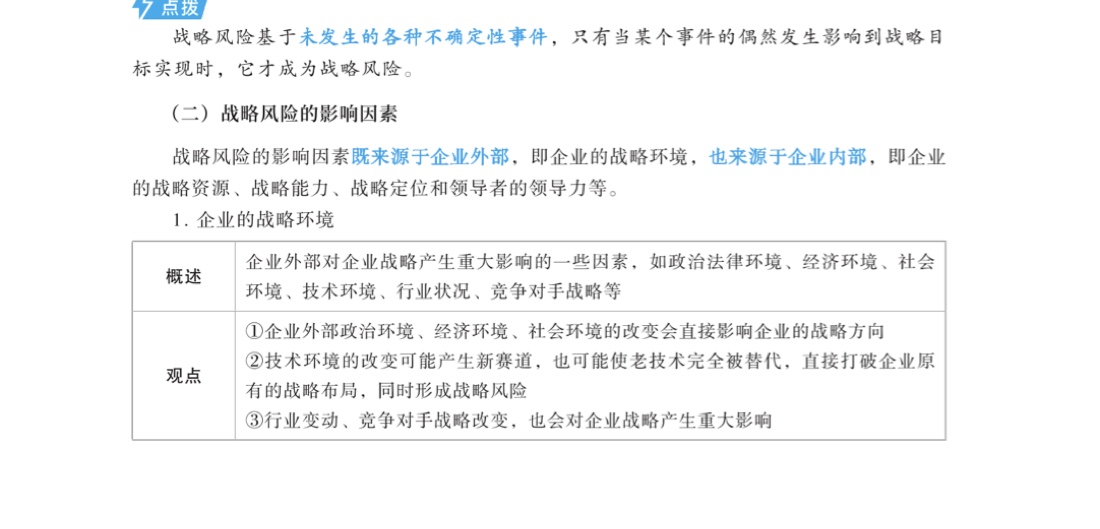 点拨
战略风险基于未发生的各种不确定性事件，只有当某个事件的偶然发生影响到战略目
标实现时，它才成为战略风险。
（二）战略风险的影响因素
战略风险的影响因素既来源于企业外部，即企业的战略环境，也来源于企业内部，即企业
的战略资源、战略能力、战略定位和领导者的领导力等。
1. 企业的战略环境
概述
企业外部对企业战略产生重大影响的一些因素，如政治法律环境、经济环境、社会
环境、技术环境、行业状况、竞争对手战略等
观点
①企业外部政治环境、经济环境、社会环境的改变会直接影响企业的战略方向
②技术环境的改变可能产生新赛道，也可能使老技术完全被替代，直接打破企业原
有的战略布局，同时形成战略风险
③行业变动、竞争对手战略改变，也会对企业战略产生重大影响